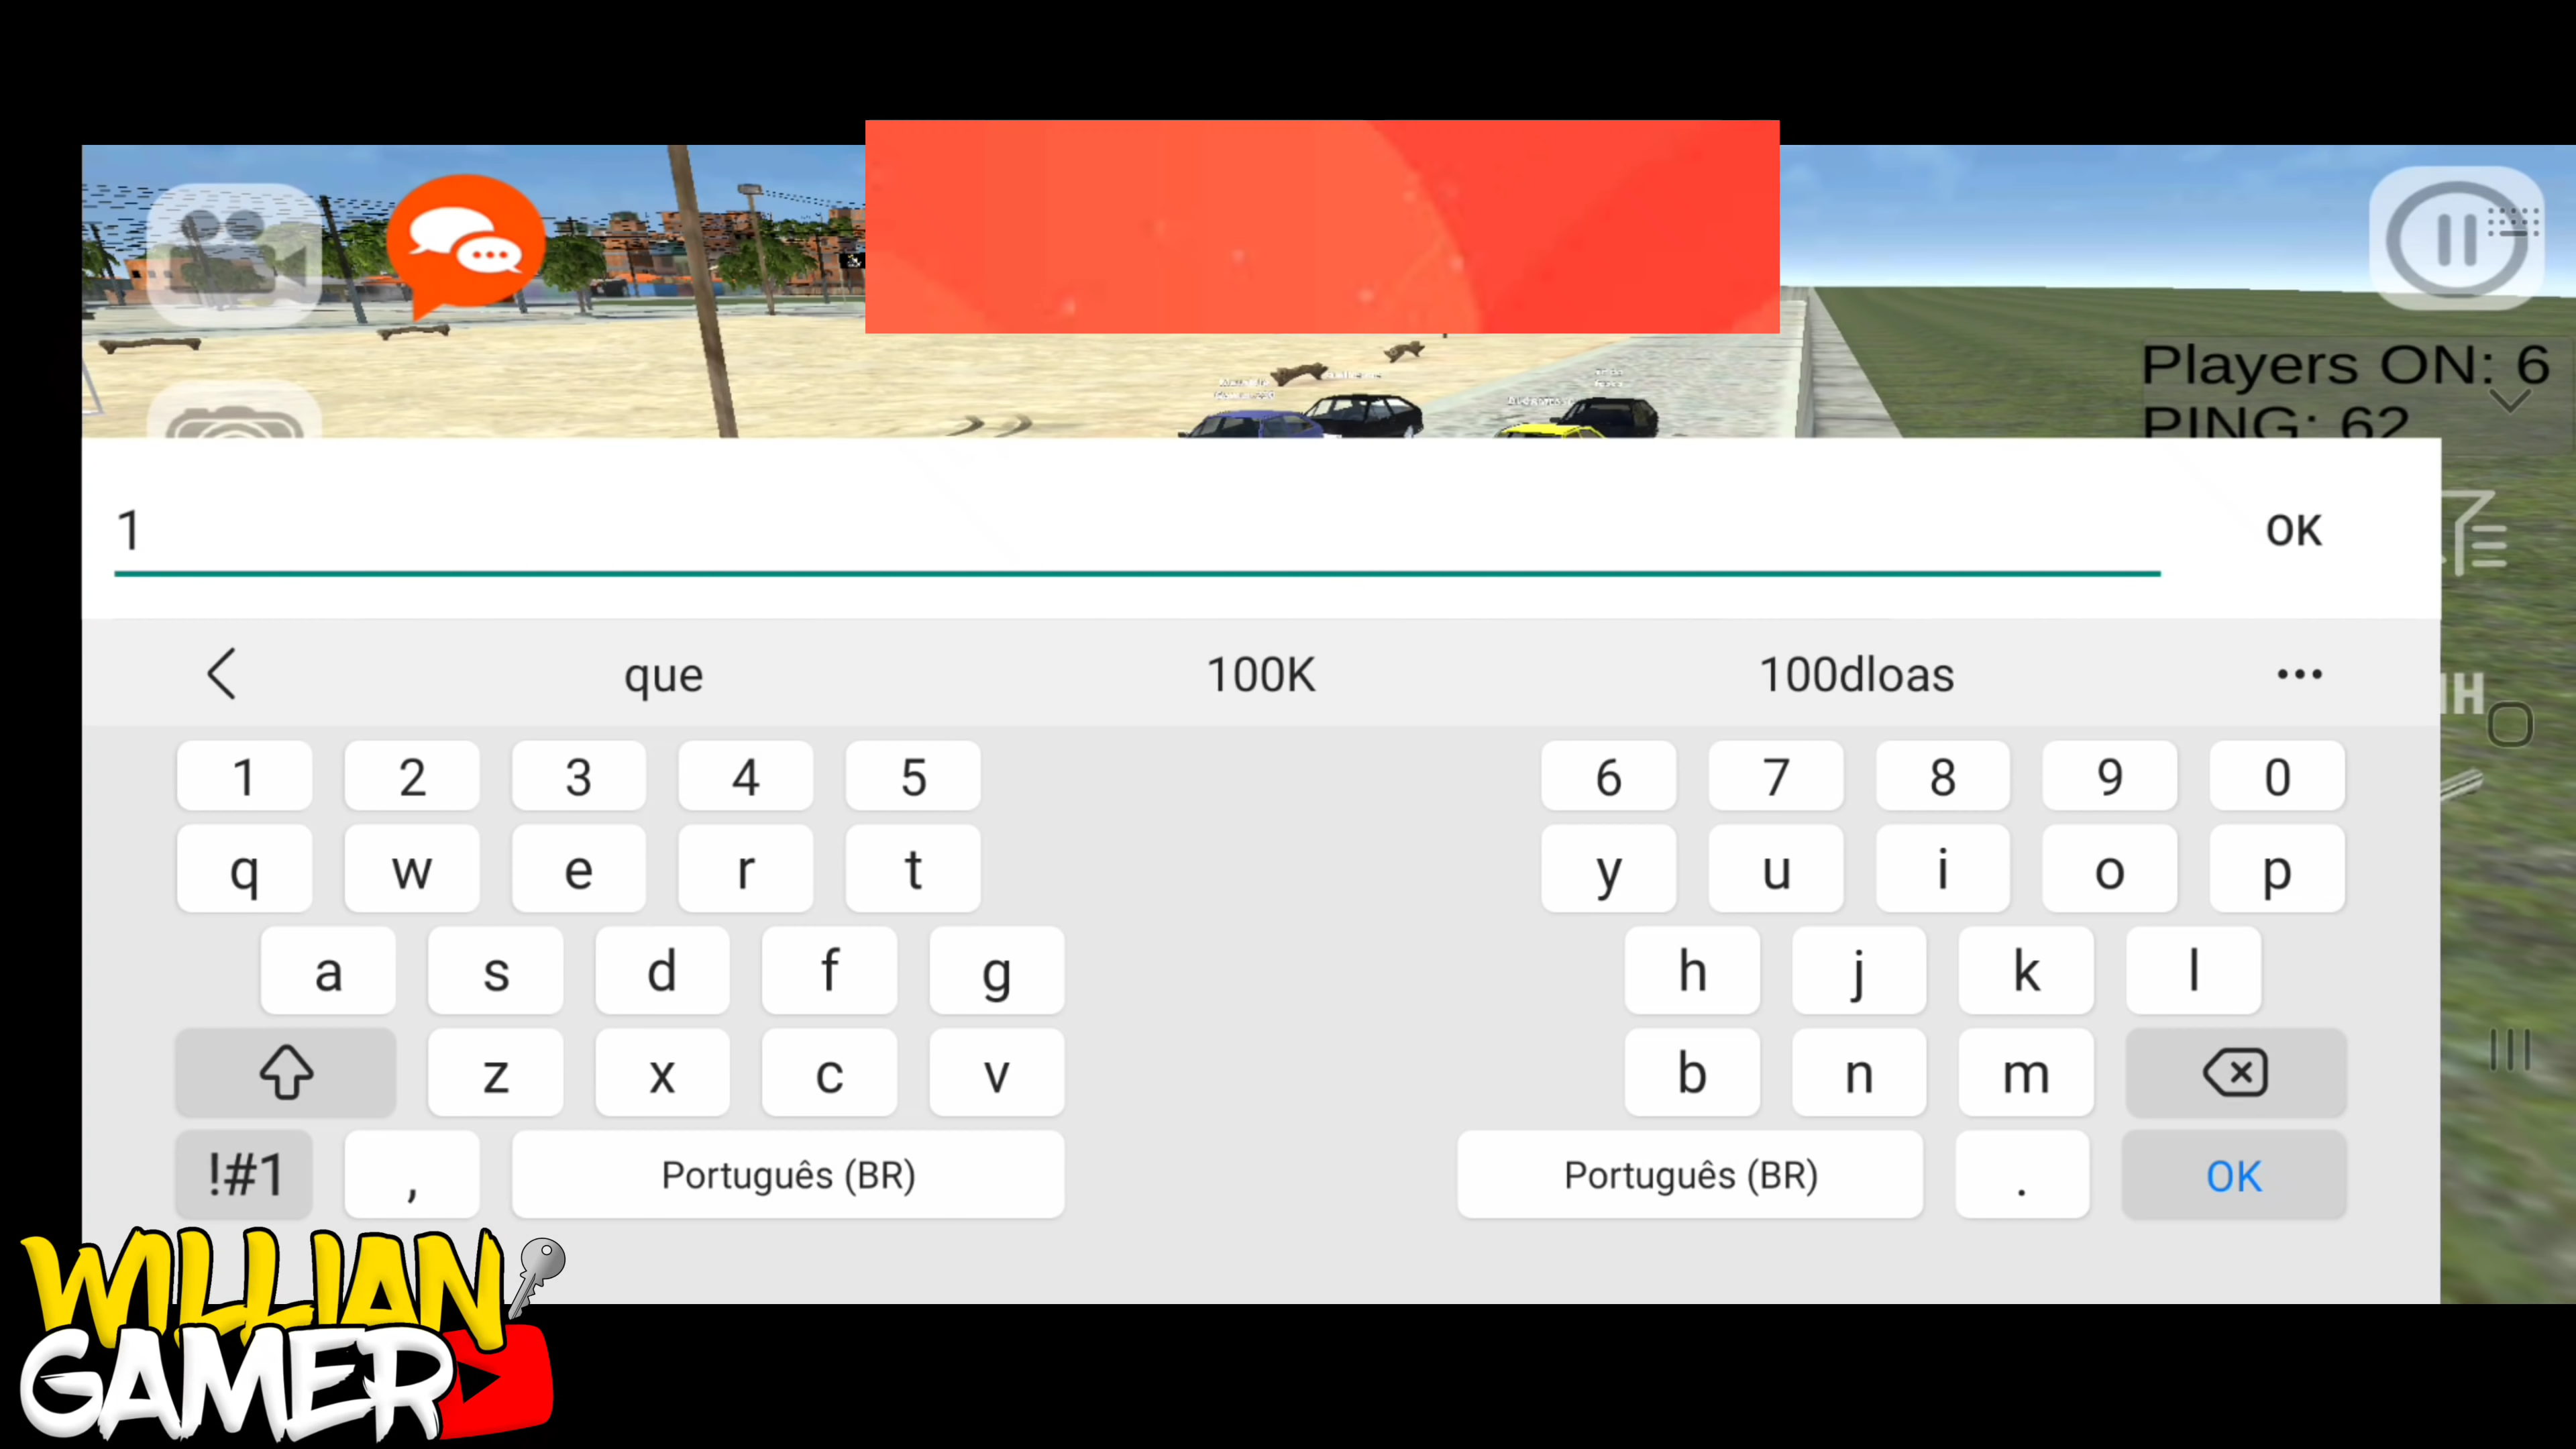 Players ON: 6
PING: 62
1
OK
que 100K 100dloas
1 2 3 4 5 6 7 8 9 0
q w e r t y u i o p
a s d f g h j k l
z x c v b n m
!#1 , Português (BR) Português (BR) . OK
WILLIAN
GAMER